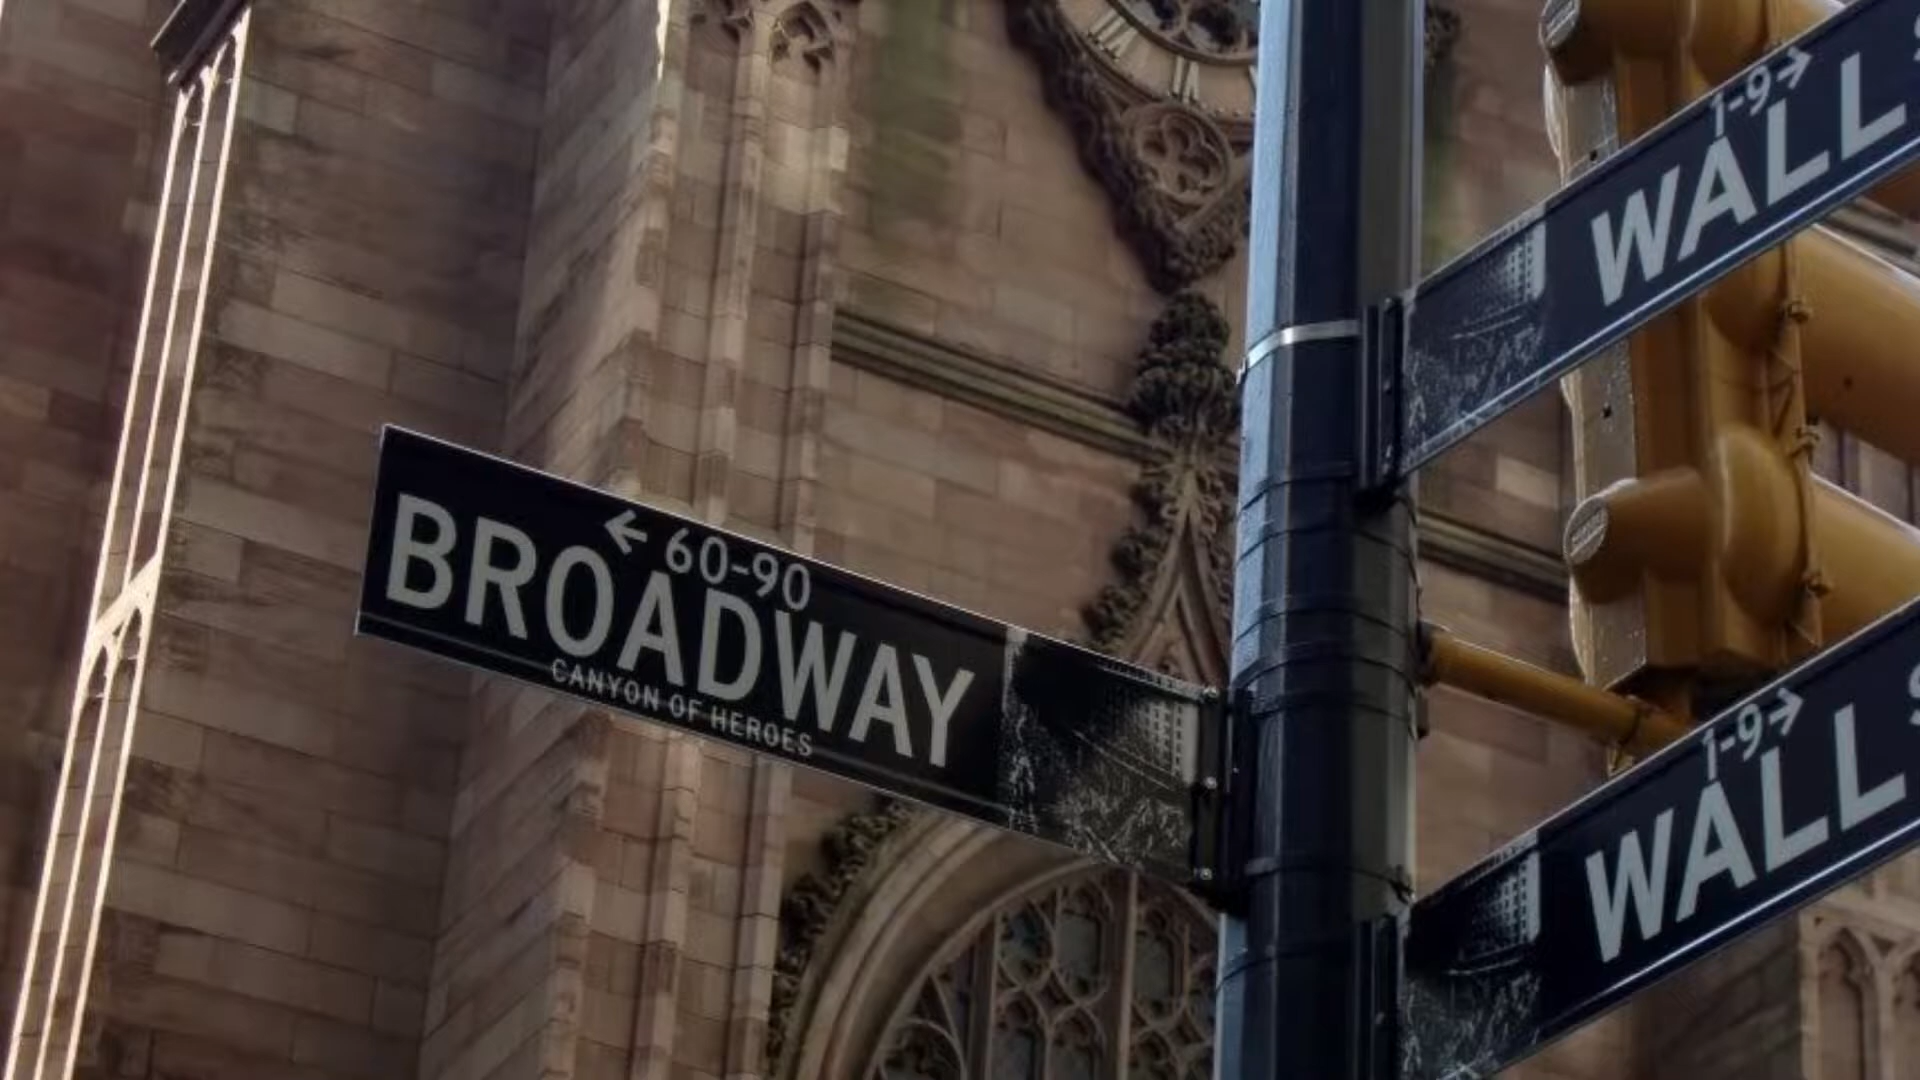 ← 60-90
BROADWAY
CANYON OF HEROES
1-9 →
WALL
1-9 →
WALL